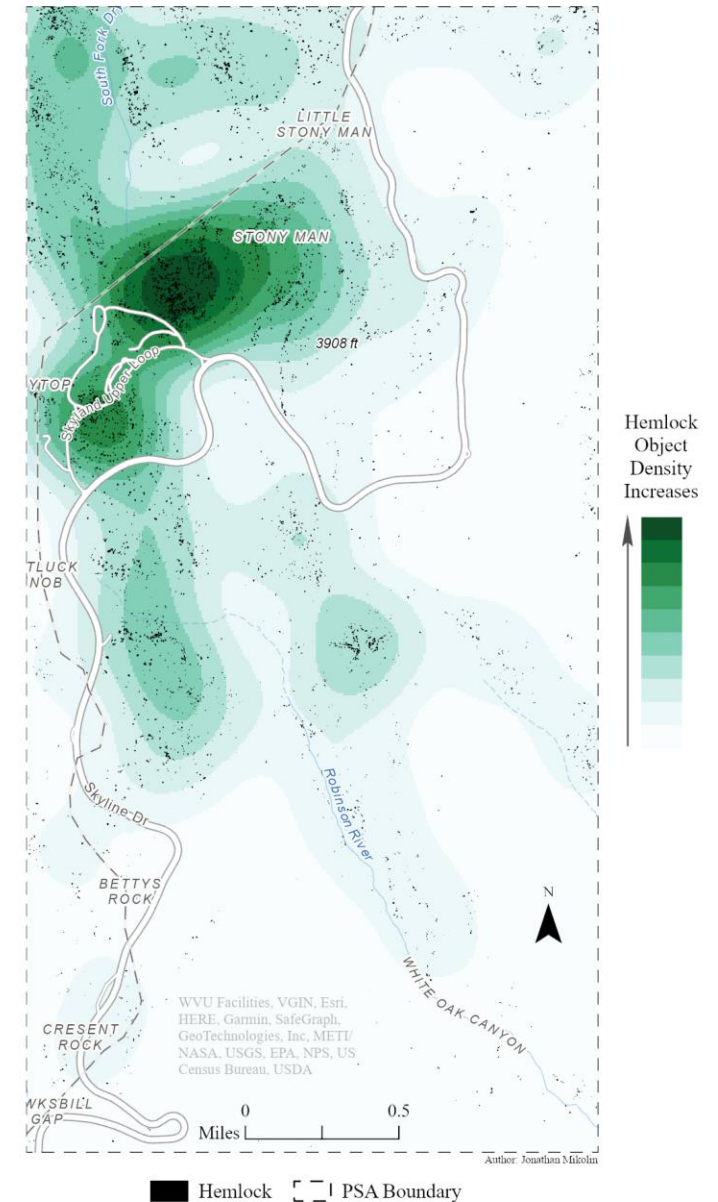 South Fork Dry
LITTLE
STONY MAN
STONY MAN
3908 ft
Skyland Upper Loop
YTOP
TLUCK
NOB
Skyline Dr
Robinson River
BETTYS
ROCK
N
WHITE OAK CANYON
CRESENT
ROCK
WKSBILL
GAP
WVU Facilities, VGIN, Esri,
HERE, Garmin, SafeGraph,
GeoTechnologies, Inc, METI/
NASA, USGS, EPA, NPS, US
Census Bureau, USDA
0 0.5
Miles
Author: Jonathan Mikolin
Hemlock
Object
Density
Increases
Hemlock PSA Boundary